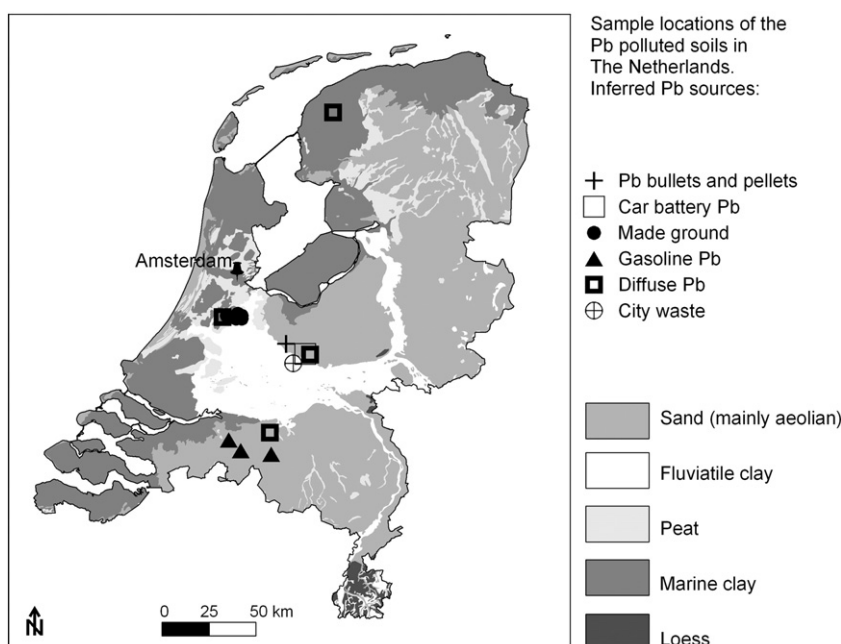 Sample locations of the
Pb polluted soils in
The Netherlands.
Inferred Pb sources:
Pb bullets and pellets
Car battery Pb
Made ground
Gasoline Pb
Diffuse Pb
City waste
Amsterdam
Sand (mainly aeolian)
Fluviatile clay
Peat
Marine clay
Loess
N
0 25 50 km